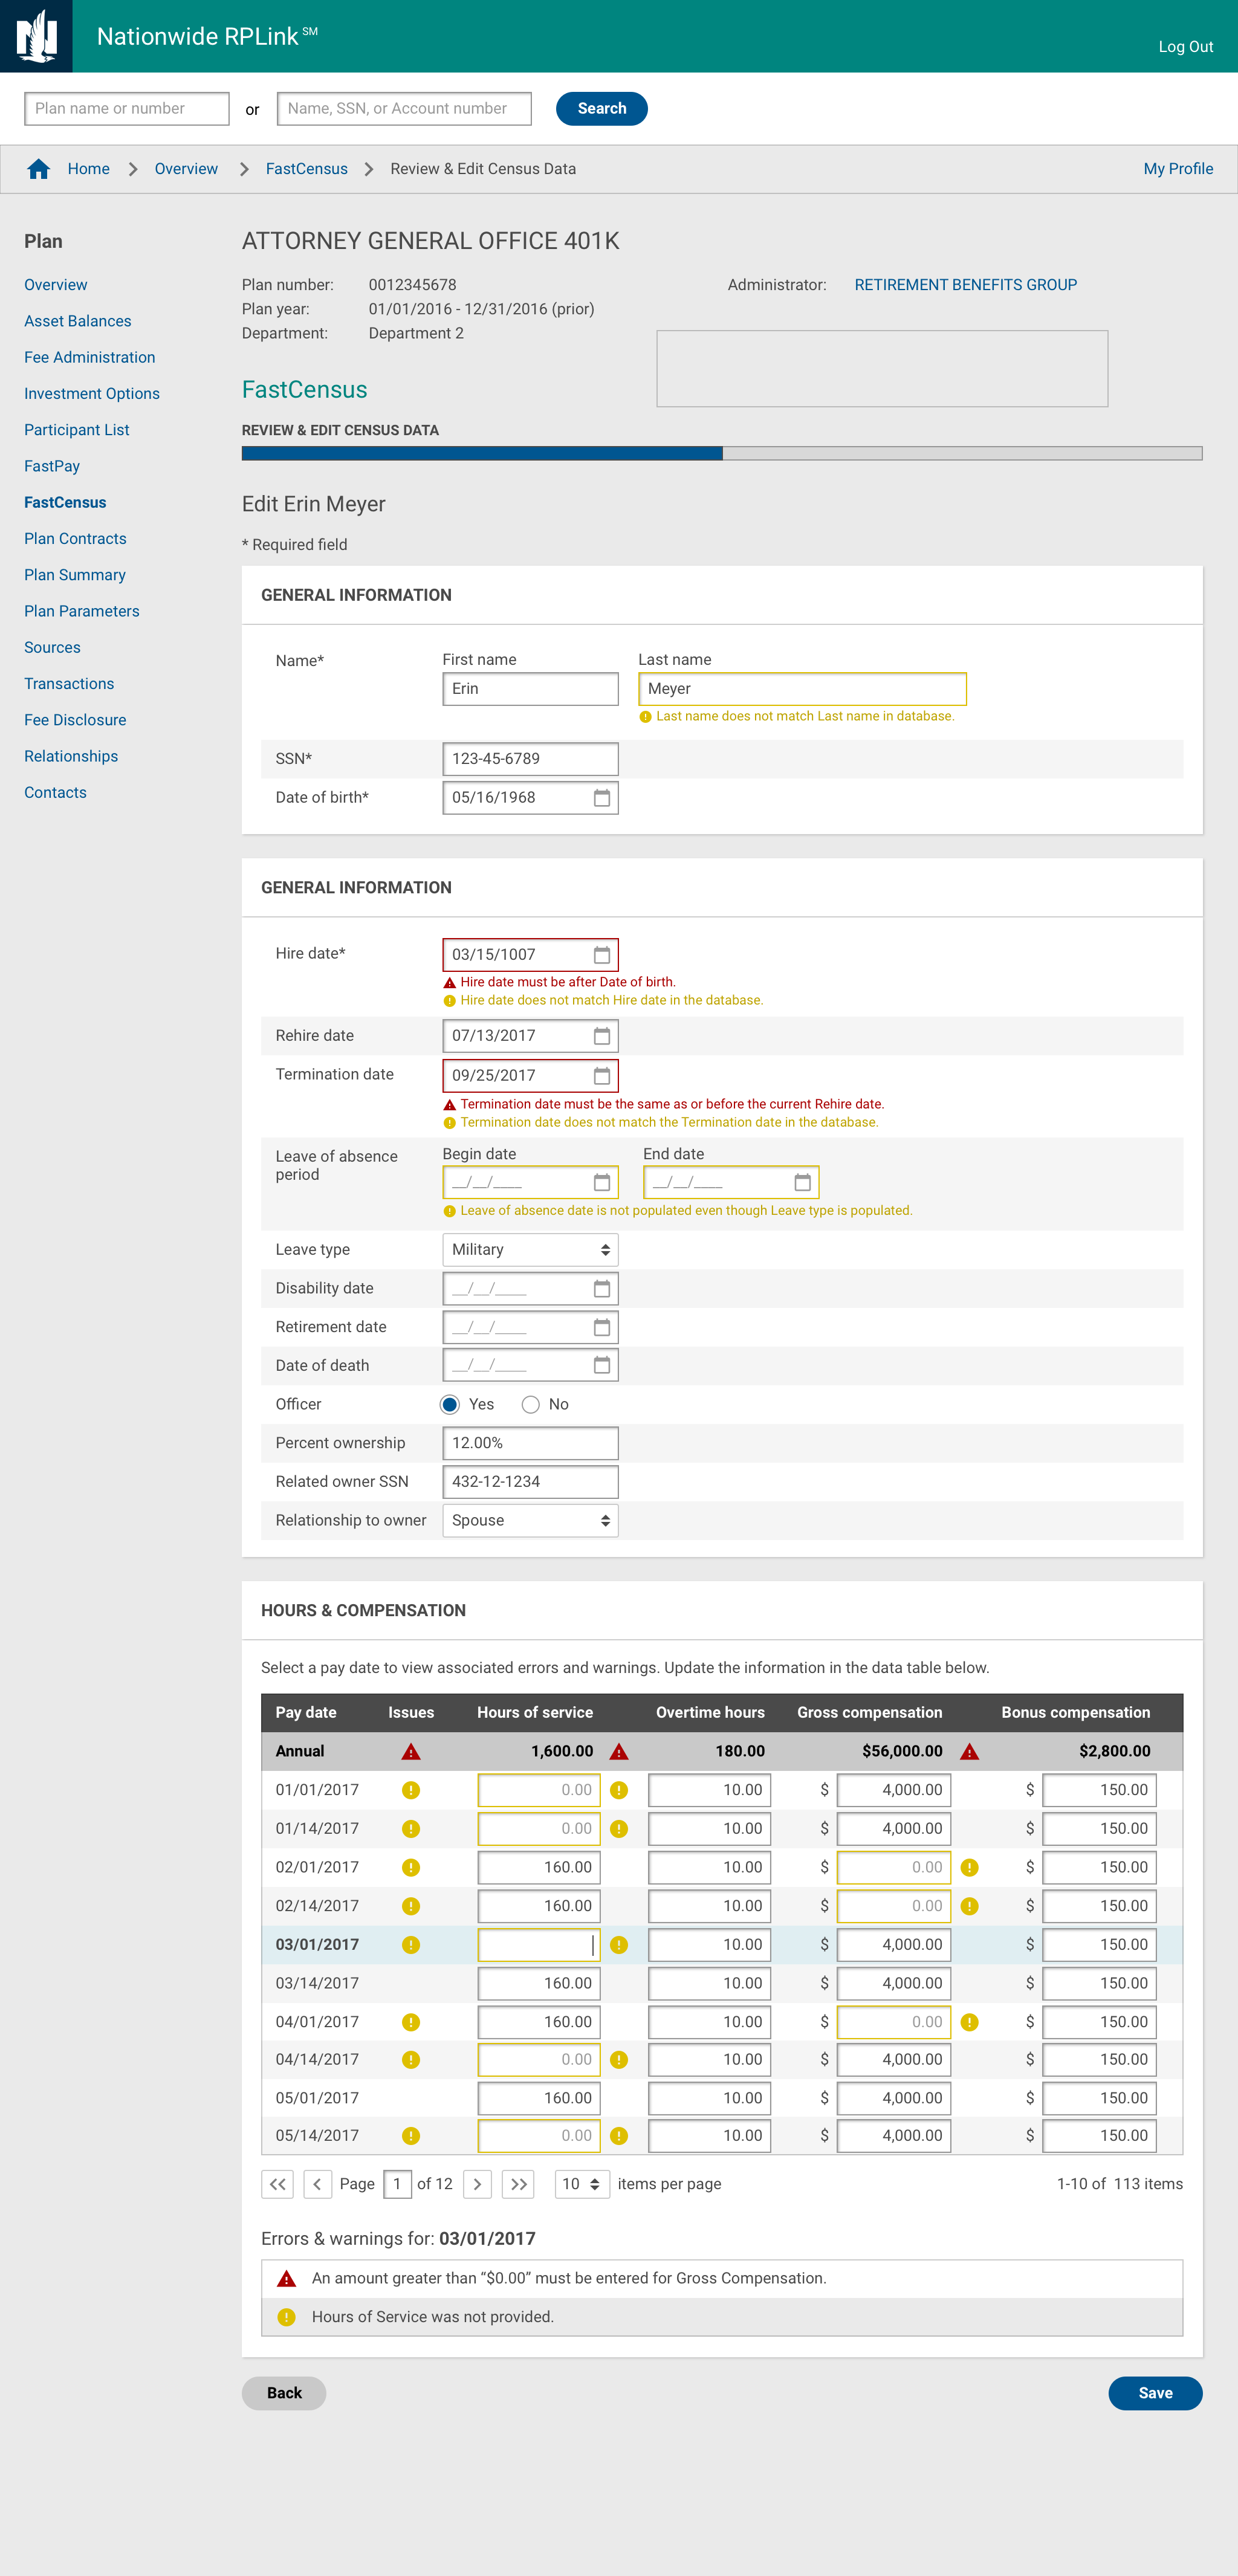 Nationwide RPLink SM
Log Out
Plan name or number or Name, SSN, or Account number Search
Home Overview FastCensus Review & Edit Census Data My Profile
Plan
Overview
Asset Balances
Fee Administration
Investment Options
Participant List
FastPay
FastCensus
Plan Contracts
Plan Summary
Plan Parameters
Sources
Transactions
Fee Disclosure
Relationships
Contacts
ATTORNEY GENERAL OFFICE 401K
Plan number: 0012345678 Administrator: RETIREMENT BENEFITS GROUP
Plan year: 01/01/2016 - 12/31/2016 (prior)
Department: Department 2
FastCensus
REVIEW & EDIT CENSUS DATA
Edit Erin Meyer
* Required field
GENERAL INFORMATION
Name* First name Last name
Erin Meyer
Last name does not match Last name in database.
SSN* 123-45-6789
Date of birth* 05/16/1968
GENERAL INFORMATION
Hire date* 03/15/1007
Hire date must be after Date of birth.
Hire date does not match Hire date in the database.
Rehire date 07/13/2017
Termination date 09/25/2017
Termination date must be the same as or before the current Rehire date.
Termination date does not match the Termination date in the database.
Leave of absence period Begin date End date
__/__/____ __/__/____
Leave of absence date is not populated even though Leave type is populated.
Leave type Military
Disability date __/__/____
Retirement date __/__/____
Date of death __/__/____
Officer Yes No
Percent ownership 12.00%
Related owner SSN 432-12-1234
Relationship to owner Spouse
HOURS & COMPENSATION
Select a pay date to view associated errors and warnings. Update the information in the data table below.
Pay date Issues Hours of service Overtime hours Gross compensation Bonus compensation
Annual 1,600.00 180.00 $56,000.00 $2,800.00
01/01/2017 0.00 10.00 $ 4,000.00 $ 150.00
01/14/2017 0.00 10.00 $ 4,000.00 $ 150.00
02/01/2017 160.00 10.00 $ 0.00 $ 150.00
02/14/2017 160.00 10.00 $ 0.00 $ 150.00
03/01/2017 10.00 $ 4,000.00 $ 150.00
03/14/2017 160.00 10.00 $ 4,000.00 $ 150.00
04/01/2017 160.00 10.00 $ 0.00 $ 150.00
04/14/2017 0.00 10.00 $ 4,000.00 $ 150.00
05/01/2017 160.00 10.00 $ 4,000.00 $ 150.00
05/14/2017 0.00 10.00 $ 4,000.00 $ 150.00
<< < Page 1 of 12 > >> 10 items per page 1-10 of 113 items
Errors & warnings for: 03/01/2017
An amount greater than “$0.00” must be entered for Gross Compensation.
Hours of Service was not provided.
Back Save